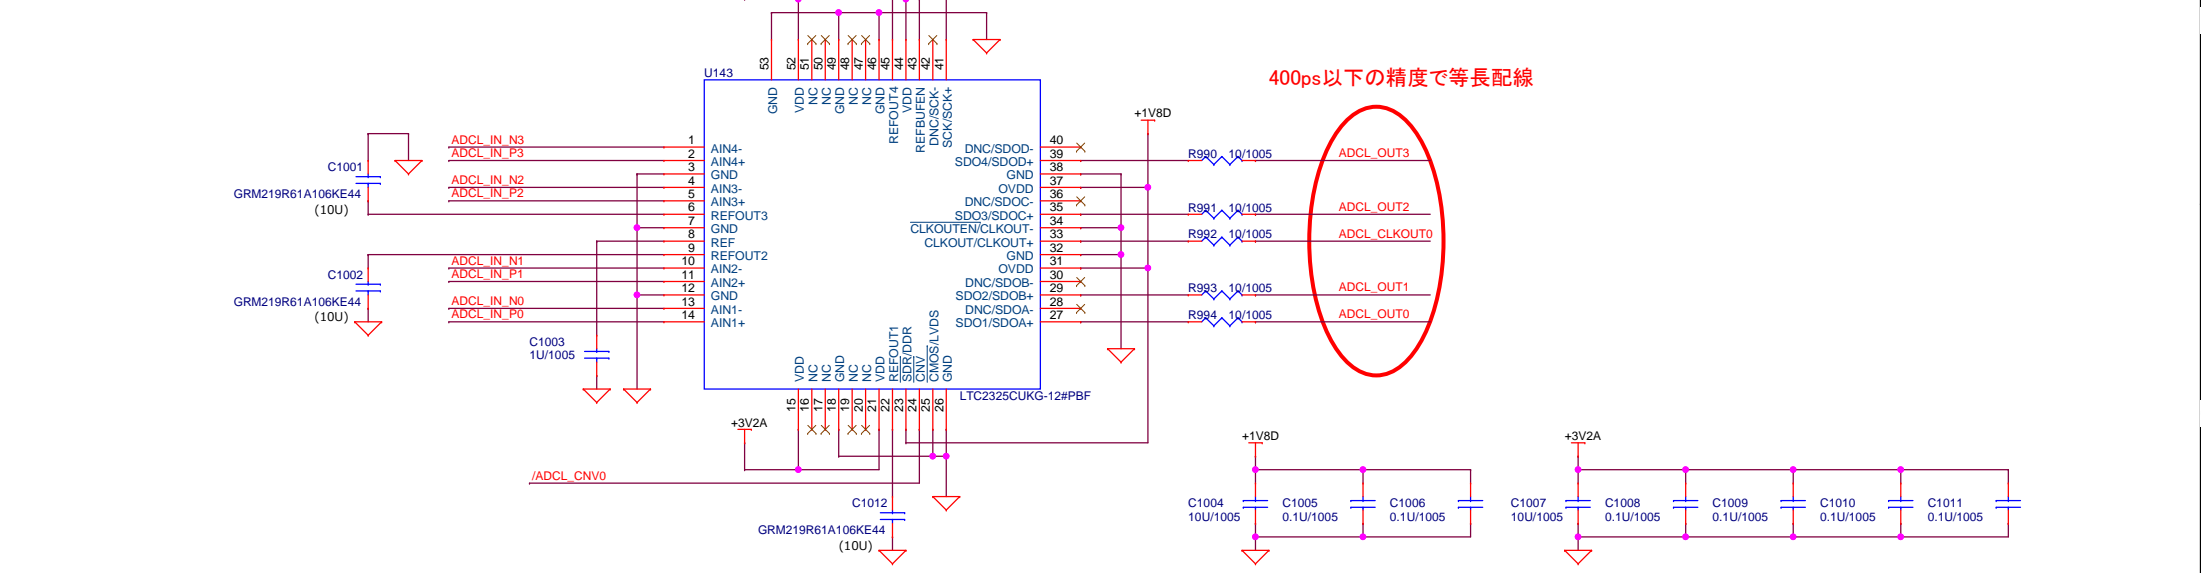 53
52
51
50
49
48
47
46
45
44
43
42
41
U143
GND
VDD
NC
NC
GND
NC
NC
GND
REFOUT4
VDD
REFBUFEN
DNC/SCK-
SCK/SCK+
400ps以下の精度で等長配線
+1V8D
ADCL_IN_N3 1 AIN4-
ADCL_IN_P3 2 AIN4+
3 GND
ADCL_IN_N2 4 AIN3-
ADCL_IN_P2 5 AIN3+
6 REFOUT3
7 GND
8 REF
9 REFOUT2
ADCL_IN_N1 10 AIN2-
ADCL_IN_P1 11 AIN2+
12 GND
ADCL_IN_N0 13 AIN1-
ADCL_IN_P0 14 AIN1+
C1001
GRM219R61A106KE44
(10U)
C1002
GRM219R61A106KE44
(10U)
C1003
1U/1005
DNC/SDOD- 40
SDO4/SDOD+ 39 R990 10/1005 ADCL_OUT3
GND 38
OVDD 37
DNC/SDOC- 36
SDO3/SDOC+ 35 R991 10/1005 ADCL_OUT2
CLKOUTEN/CLKOUT- 34
CLKOUT/CLKOUT+ 33 R992 10/1005 ADCL_CLKOUT0
GND 32
OVDD 31
DNC/SDOB- 30
SDO2/SDOB+ 29 R993 10/1005 ADCL_OUT1
DNC/SDOA- 28
SDO1/SDOA+ 27 R994 10/1005 ADCL_OUT0
VDD
NC
NC
GND
NC
NC
VDD
REFOUT1
SDR/DDR
CNV
CMOS/LVDS
GND
15
16
17
18
19
20
21
22
23
24
25
26
LTC2325CUKG-12#PBF
+3V2A
/ADCL_CNV0
C1012
GRM219R61A106KE44
(10U)
+1V8D
C1004
10U/1005
C1005
0.1U/1005
C1006
0.1U/1005
+3V2A
C1007
10U/1005
C1008
0.1U/1005
C1009
0.1U/1005
C1010
0.1U/1005
C1011
0.1U/1005